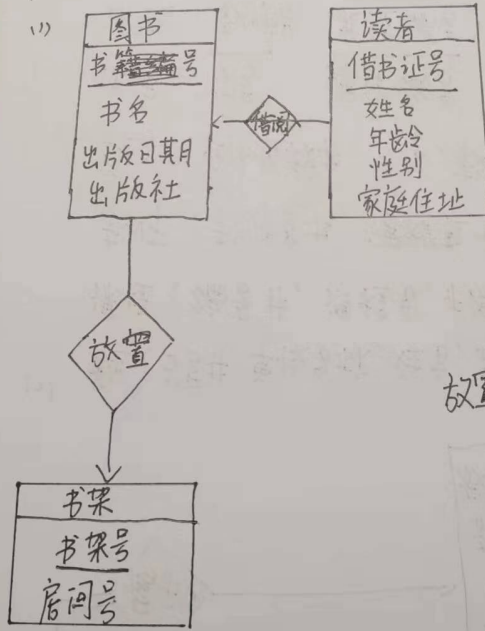 (1)
图书
书号
书名
出版日期
出版社
借阅
读者
借书证号
姓名
年龄
性别
家庭住址
放置
书架
书架号
房间号
放置